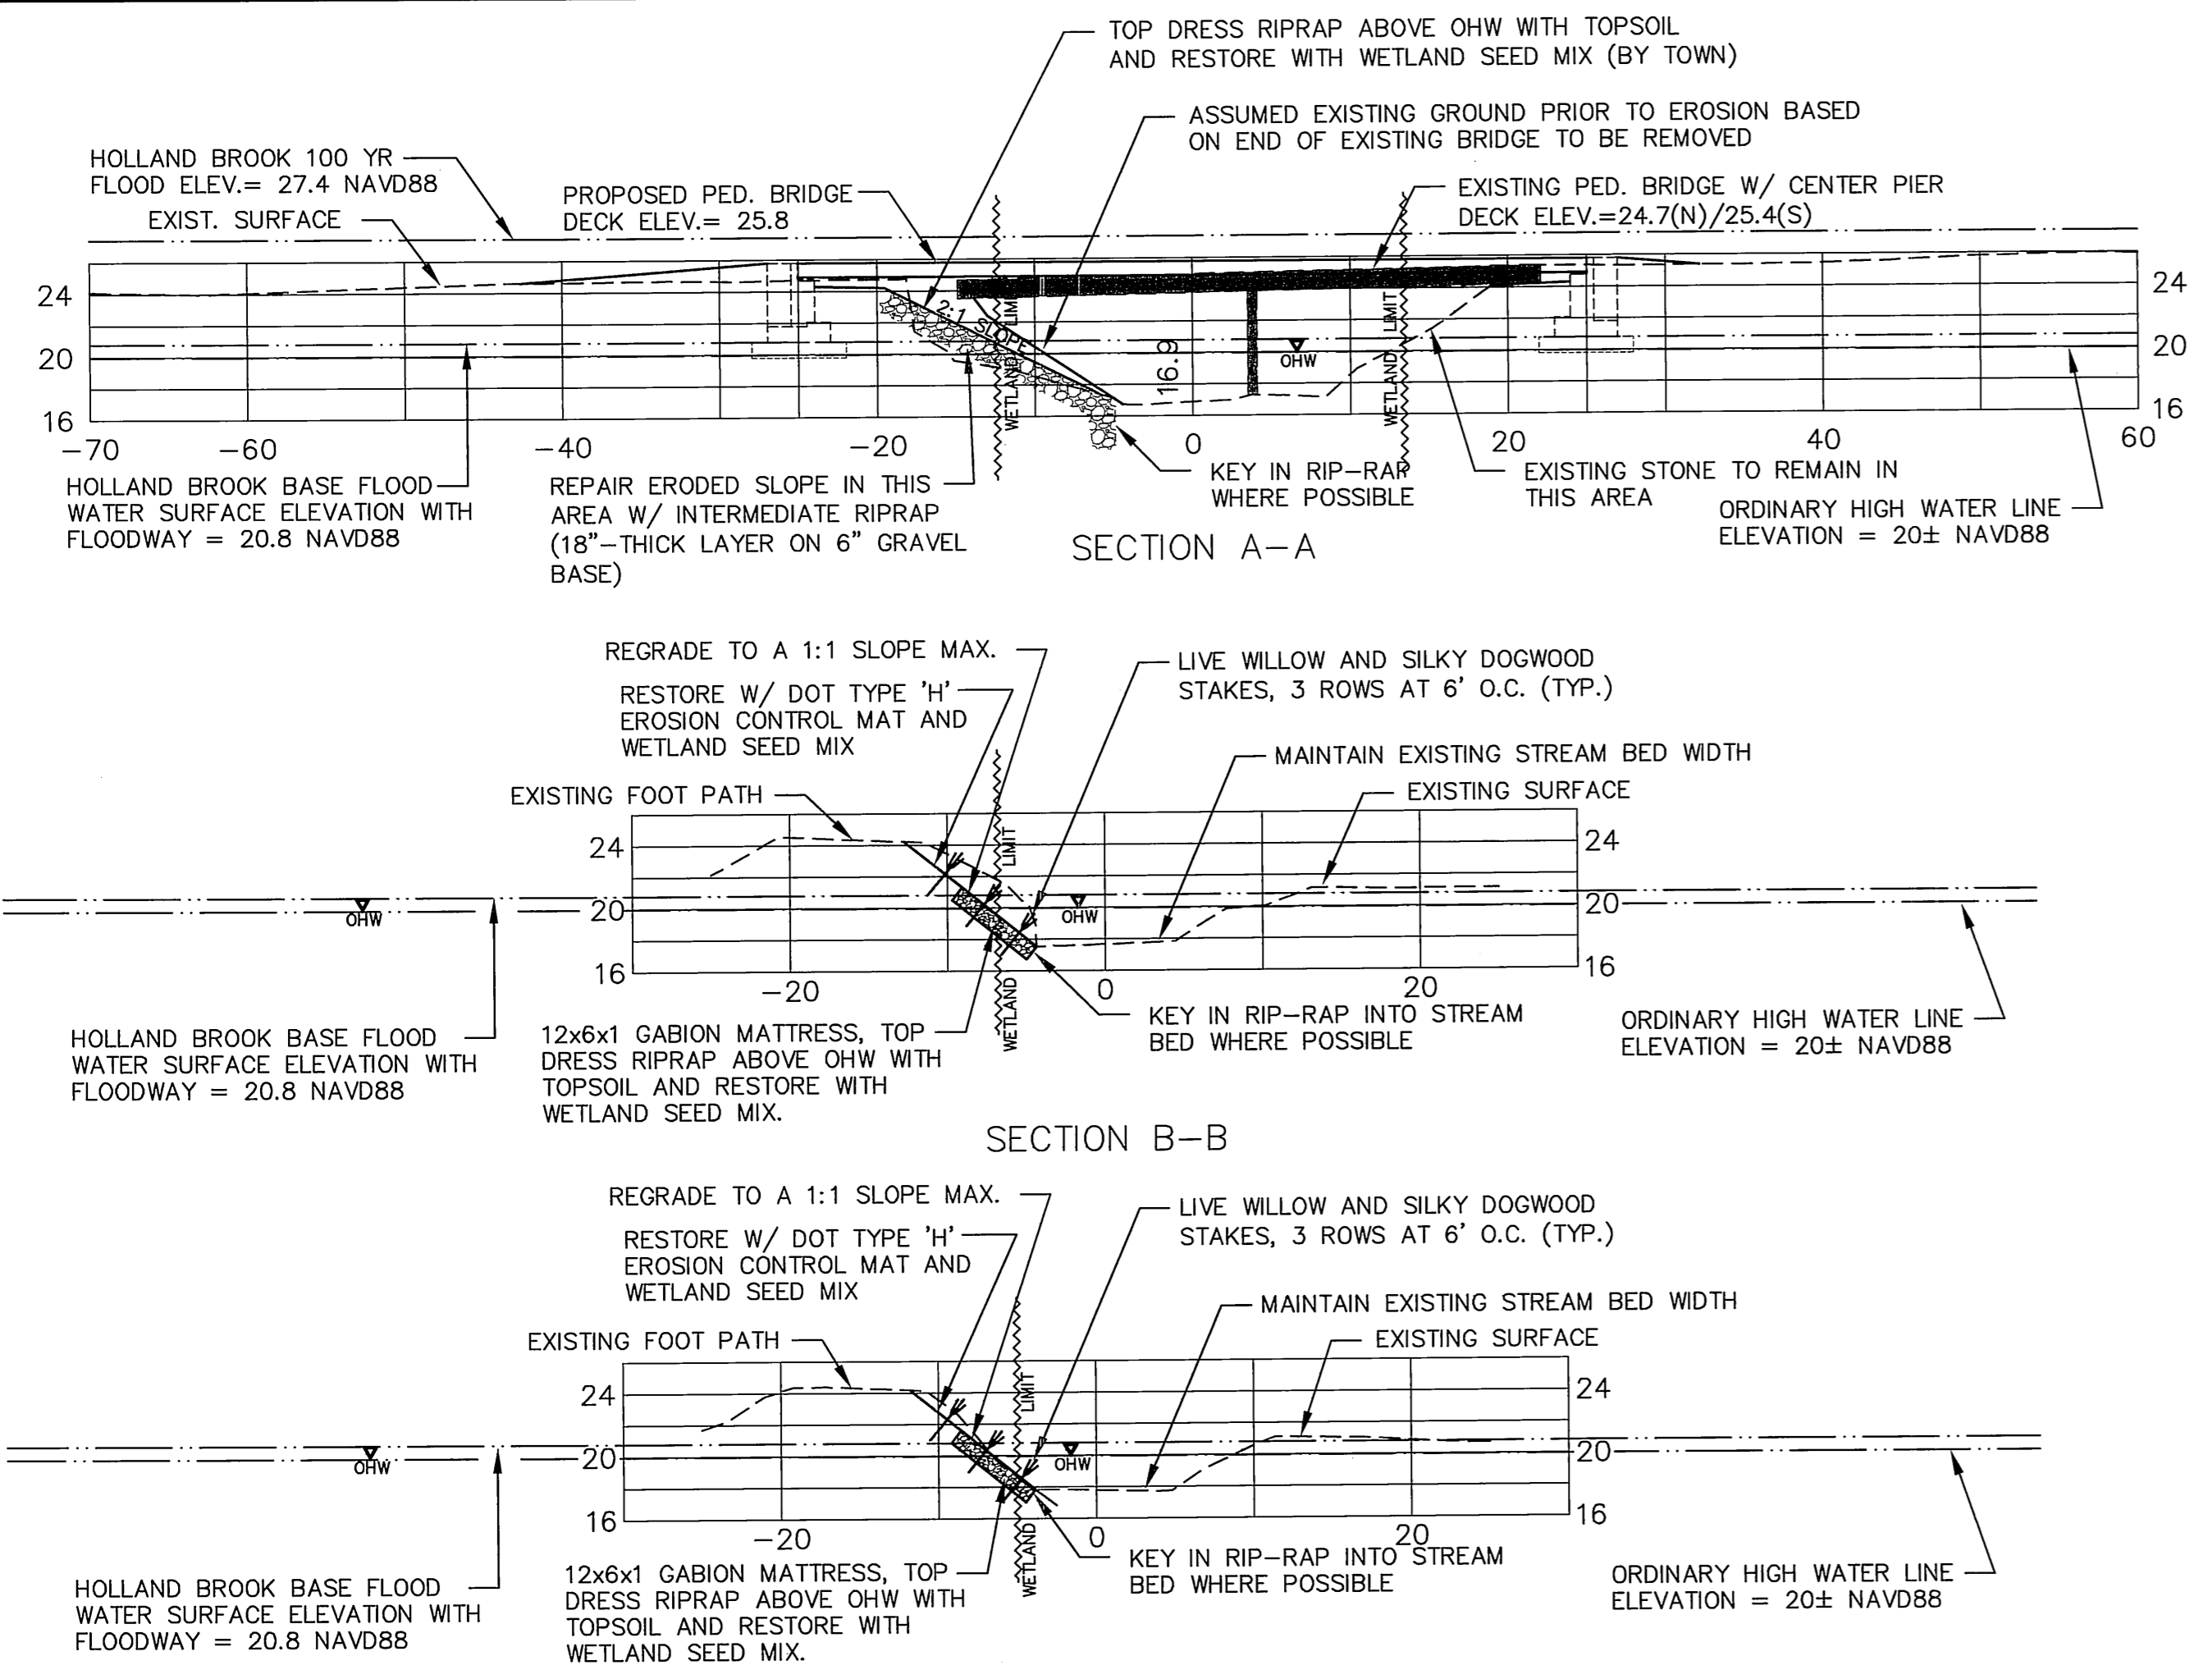 TOP DRESS RIPRAP ABOVE OHW WITH TOPSOIL
AND RESTORE WITH WETLAND SEED MIX (BY TOWN)
ASSUMED EXISTING GROUND PRIOR TO EROSION BASED
ON END OF EXISTING BRIDGE TO BE REMOVED
HOLLAND BROOK 100 YR
FLOOD ELEV.= 27.4 NAVD88
EXIST. SURFACE
PROPOSED PED. BRIDGE
DECK ELEV.= 25.8
EXISTING PED. BRIDGE W/ CENTER PIER
DECK ELEV.=24.7(N)/25.4(S)
24
20
16
2:1 SLOPE
WETLAND LIMIT
16.9
OHW
WETLAND LIMIT
24
20
16
-70
-60
-40
-20
0
20
40
60
HOLLAND BROOK BASE FLOOD
WATER SURFACE ELEVATION WITH
FLOODWAY = 20.8 NAVD88
REPAIR ERODED SLOPE IN THIS
AREA W/ INTERMEDIATE RIPRAP
(18"-THICK LAYER ON 6" GRAVEL
BASE)
KEY IN RIP-RAP
WHERE POSSIBLE
EXISTING STONE TO REMAIN IN
THIS AREA
ORDINARY HIGH WATER LINE
ELEVATION = 20± NAVD88
SECTION A-A
REGRADE TO A 1:1 SLOPE MAX.
RESTORE W/ DOT TYPE 'H'
EROSION CONTROL MAT AND
WETLAND SEED MIX
LIVE WILLOW AND SILKY DOGWOOD
STAKES, 3 ROWS AT 6' O.C. (TYP.)
MAINTAIN EXISTING STREAM BED WIDTH
EXISTING FOOT PATH
EXISTING SURFACE
24
20
16
OHW
WETLAND LIMIT
OHW
24
20
16
-20
0
20
HOLLAND BROOK BASE FLOOD
WATER SURFACE ELEVATION WITH
FLOODWAY = 20.8 NAVD88
12x6x1 GABION MATTRESS, TOP
DRESS RIPRAP ABOVE OHW WITH
TOPSOIL AND RESTORE WITH
WETLAND SEED MIX.
KEY IN RIP-RAP INTO STREAM
BED WHERE POSSIBLE
ORDINARY HIGH WATER LINE
ELEVATION = 20± NAVD88
SECTION B-B
REGRADE TO A 1:1 SLOPE MAX.
RESTORE W/ DOT TYPE 'H'
EROSION CONTROL MAT AND
WETLAND SEED MIX
LIVE WILLOW AND SILKY DOGWOOD
STAKES, 3 ROWS AT 6' O.C. (TYP.)
MAINTAIN EXISTING STREAM BED WIDTH
EXISTING FOOT PATH
EXISTING SURFACE
24
20
16
OHW
WETLAND LIMIT
OHW
24
20
16
-20
0
20
HOLLAND BROOK BASE FLOOD
WATER SURFACE ELEVATION WITH
FLOODWAY = 20.8 NAVD88
12x6x1 GABION MATTRESS, TOP
DRESS RIPRAP ABOVE OHW WITH
TOPSOIL AND RESTORE WITH
WETLAND SEED MIX.
KEY IN RIP-RAP INTO STREAM
BED WHERE POSSIBLE
ORDINARY HIGH WATER LINE
ELEVATION = 20± NAVD88